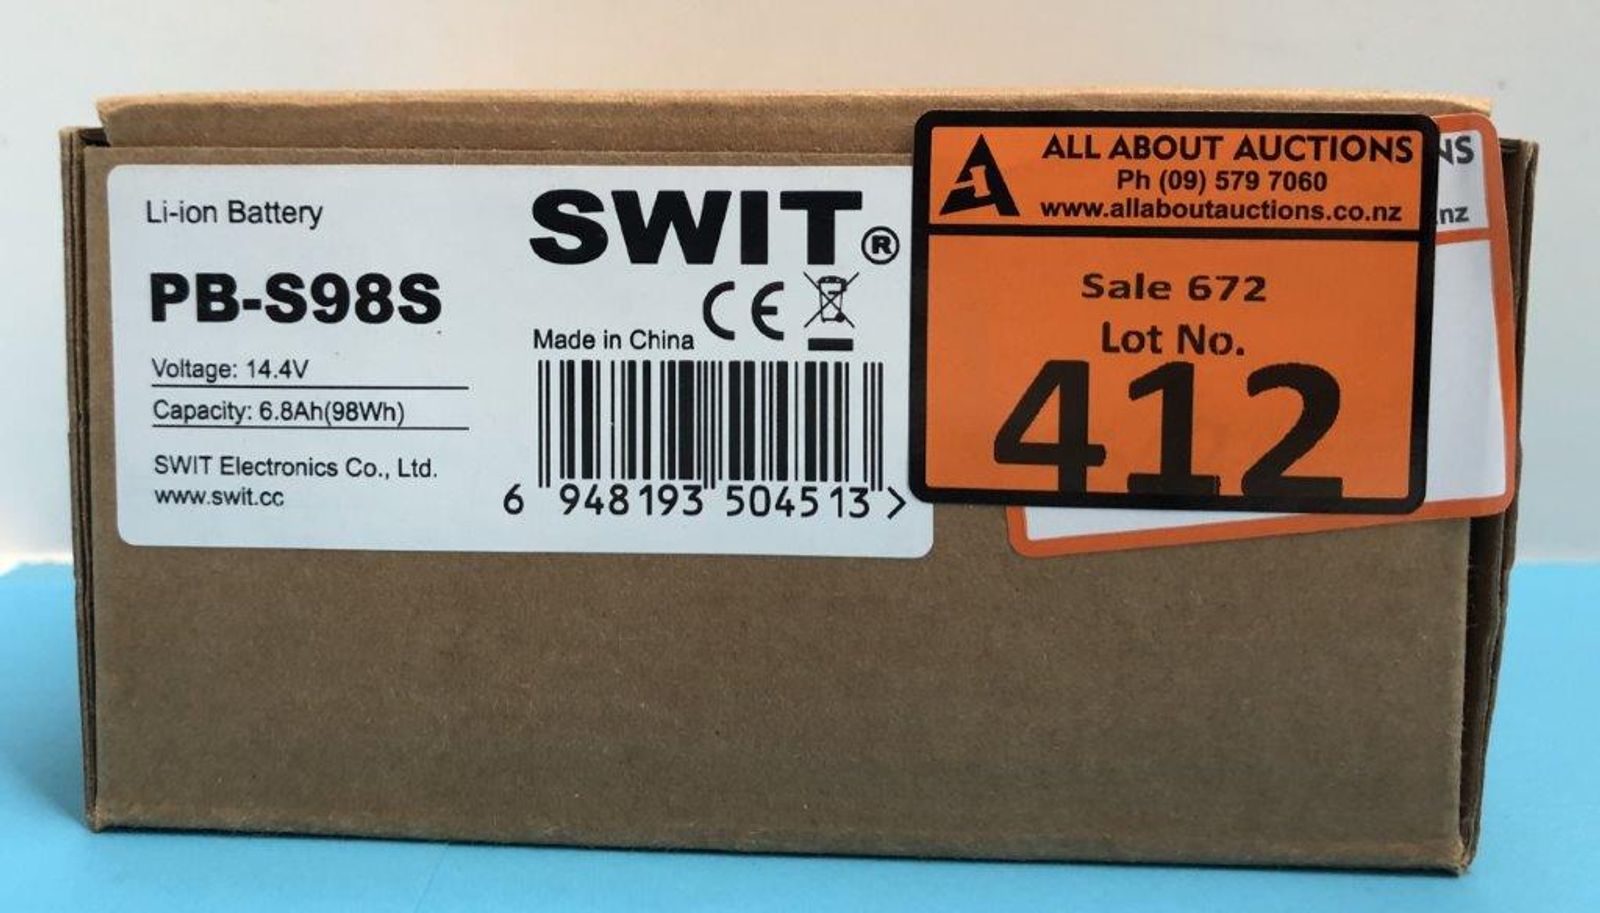 Li-ion Battery
PB-S98S
Voltage: 14.4V
Capacity: 6.8Ah(98Wh)
SWIT Electronics Co., Ltd.
www.swit.cc
SWIT®
CE
Made in China
6 948193 504513 >
ALL ABOUT AUCTIONS
Ph (09) 579 7060
www.allaboutauctions.co.nz
Sale 672
Lot No.
412
NS
nz